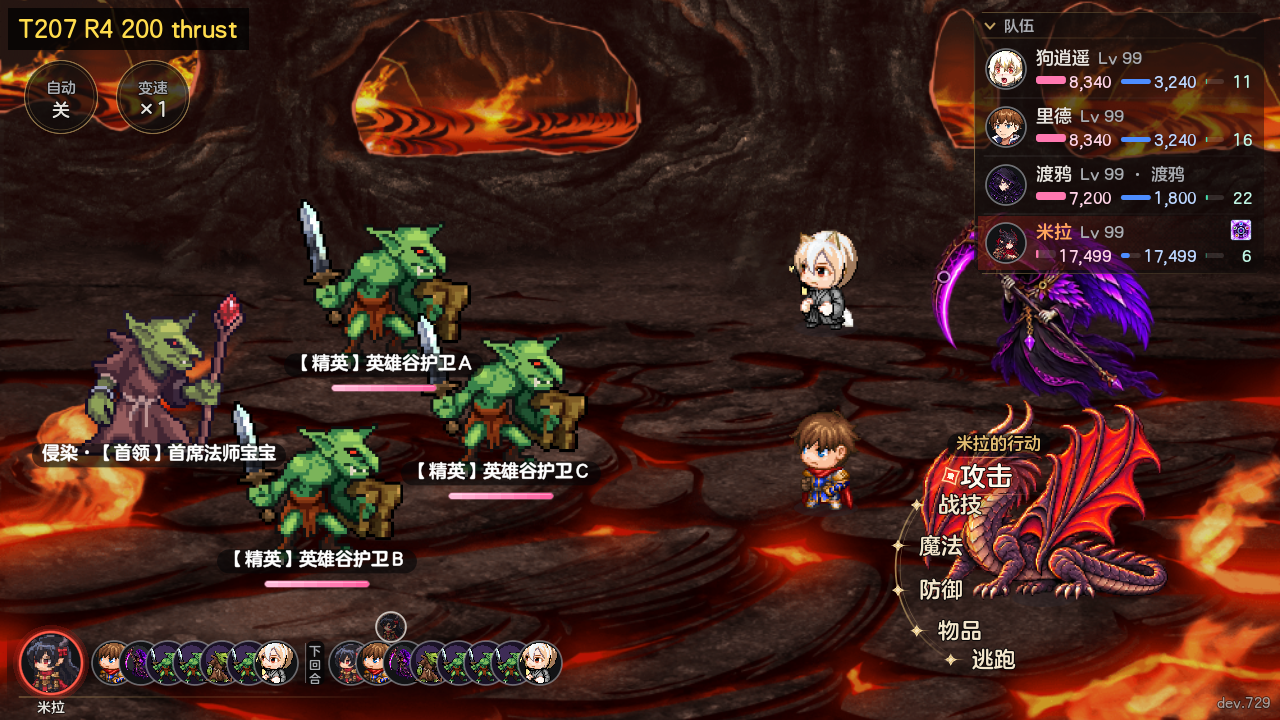 T207 R4 200 thrust
自动
关
变速
×1
队伍
狗逍遥 Lv 99
8,340 3,240 11
里德 Lv 99
8,340 3,240 16
渡鸦 Lv 99 · 渡鸦
7,200 1,800 22
米拉 Lv 99
17,499 17,499 6
【精英】英雄谷护卫A
侵染·【首领】首席法师宝宝
【精英】英雄谷护卫C
【精英】英雄谷护卫B
米拉的行动
攻击
战技
魔法
防御
物品
逃跑
下回合
米拉
dev.729